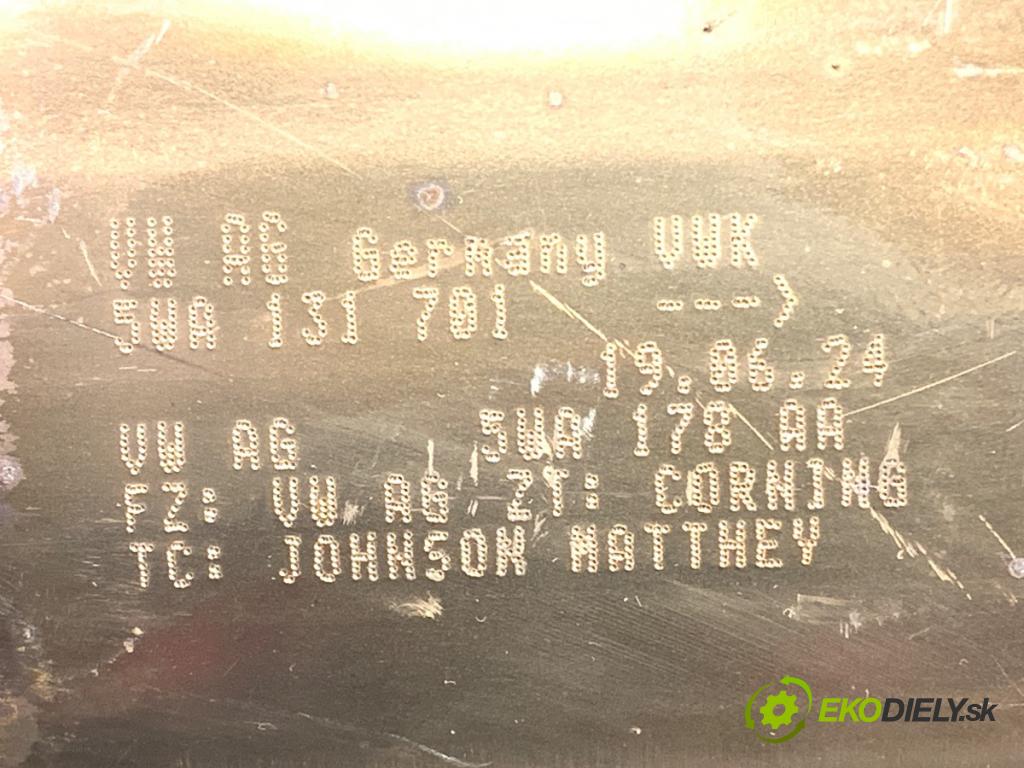 VW AG Germany VWK
5WA 131 701 --->
19.06.24
VW AG 5WA 178 AA
FZ: VW AG ZT: CORNING
TC: JOHNSON MATTHEY
EKODIELY.sk